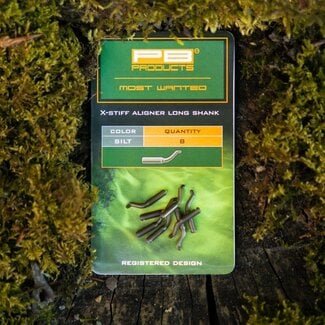 PB®
PRODUCTS
MOST WANTED
X-STIFF ALIGNER LONG SHANK
COLOR QUANTITY
SILT 8
REGISTERED DESIGN